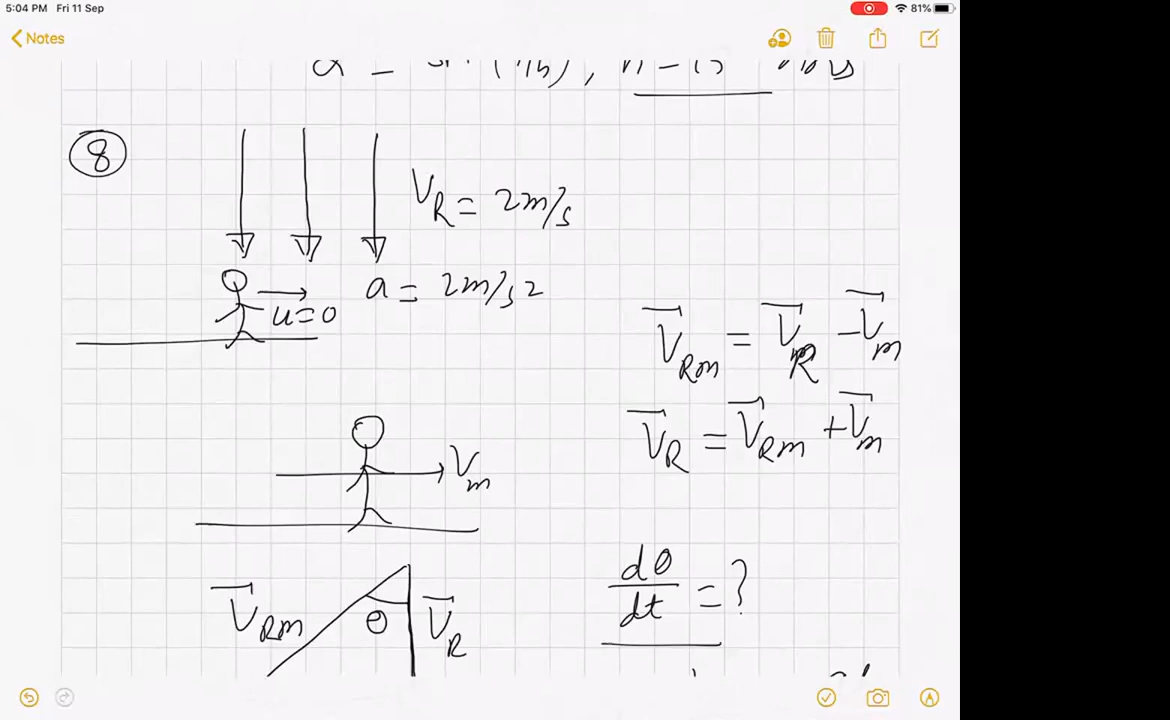 5:04 PM Fri 11 Sep
81%
Notes
8
V_R = 2m/s
a = 2m/s2
u=0
V_Rm = V_R - V_m
V_R = V_Rm + V_m
V_m
dθ/dt = ?
V_Rm θ V_R